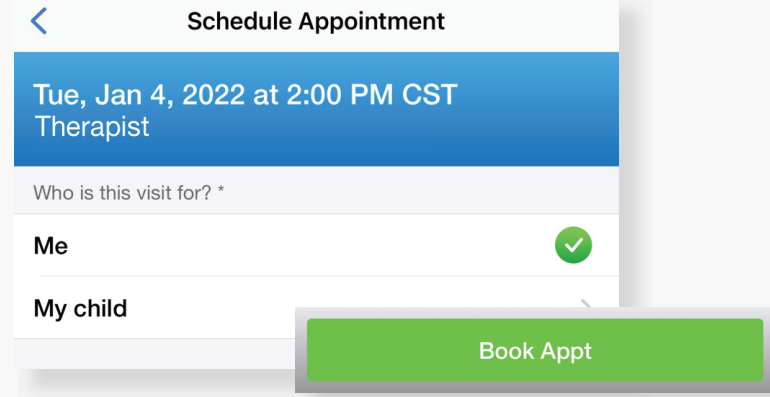 Schedule Appointment
Tue, Jan 4, 2022 at 2:00 PM CST
Therapist
Who is this visit for? *
Me
My child
Book Appt